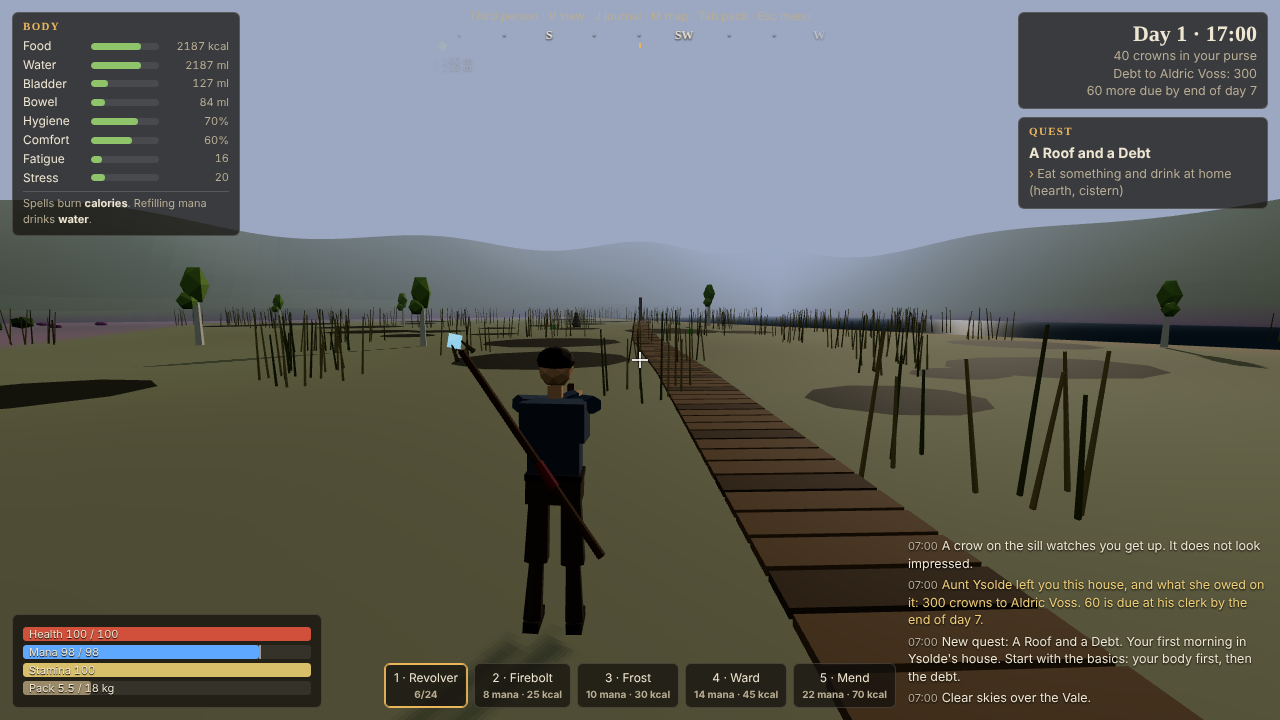 BODY
Food 2187 kcal
Water 2187 ml
Bladder 127 ml
Bowel 84 ml
Hygiene 70%
Comfort 60%
Fatigue 16
Stress 20
Spells burn calories. Refilling mana
drinks water.
S SW W
Day 1 · 17:00
40 crowns in your purse
Debt to Aldric Voss: 300
60 more due by end of day 7
QUEST
A Roof and a Debt
› Eat something and drink at home
(hearth, cistern)
07:00 A crow on the sill watches you get up. It does not look
impressed.
07:00 Aunt Ysolde left you this house, and what she owed on
it: 300 crowns to Aldric Voss. 60 is due at his clerk by the
end of day 7.
07:00 New quest: A Roof and a Debt. Your first morning in
Ysolde's house. Start with the basics: your body first, then
the debt.
07:00 Clear skies over the Vale.
Health 100 / 100
Mana 98 / 98
Stamina 100
Pack 5.5 / 18 kg
1 · Revolver
6/24
2 · Firebolt
8 mana · 25 kcal
3 · Frost
10 mana · 30 kcal
4 · Ward
14 mana · 45 kcal
5 · Mend
22 mana · 70 kcal